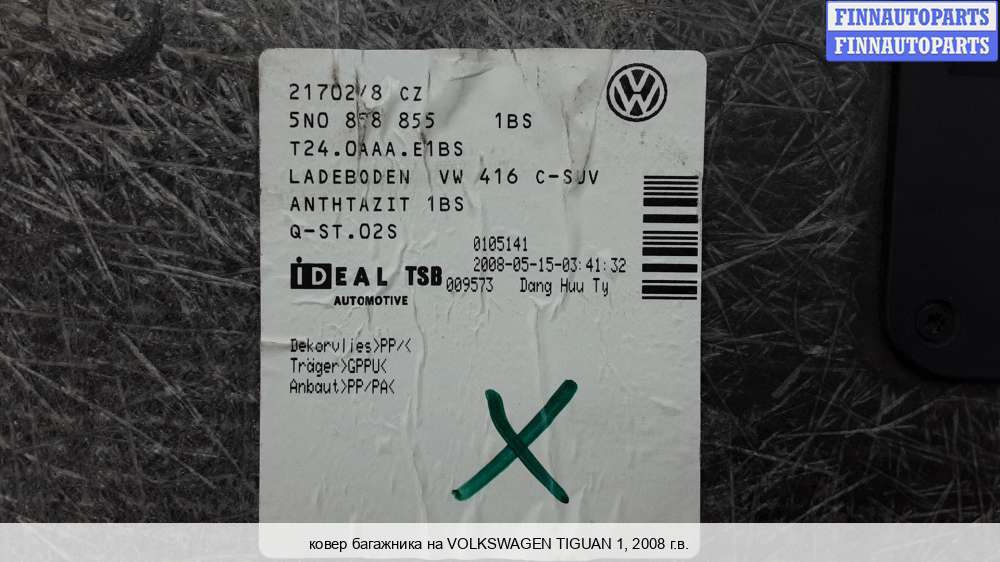 FINNAUTOPARTS
FINNAUTOPARTS
21702/8 CZ
5N0 858 855 1BS
T24.0AAA.E1BS
LADEBODEN VW 416 C-SUV
ANTHTAZIT 1BS
Q-ST.02S
0105141
2008-05-15-03:41:32
iDEAL TSB 009573 Dang Huu Ty
AUTOMOTIVE
Dekorvlies>PP/<
Träger>GPPU<
Anbaut>PP/PA<
X
ковер багажника на VOLKSWAGEN TIGUAN 1, 2008 г.в.